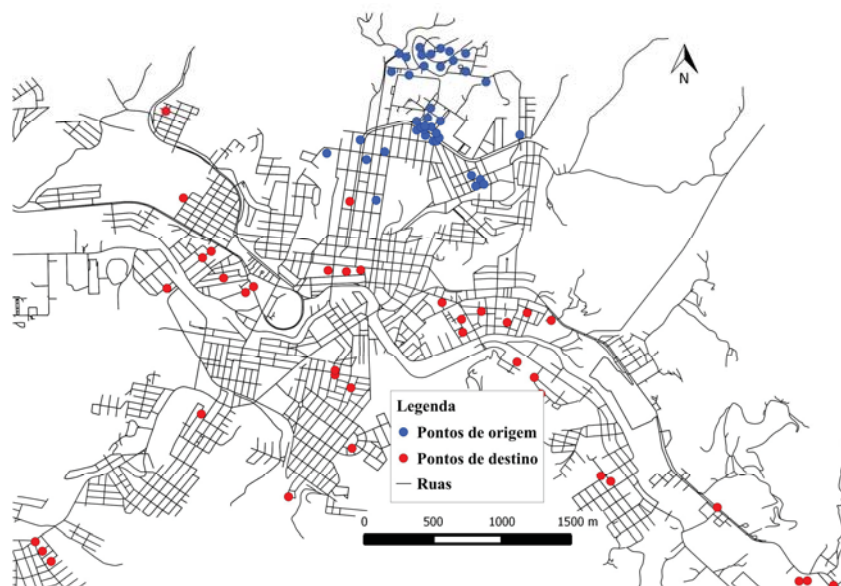 N
Legenda
Pontos de origem
Pontos de destino
Ruas
0 500 1000 1500 m